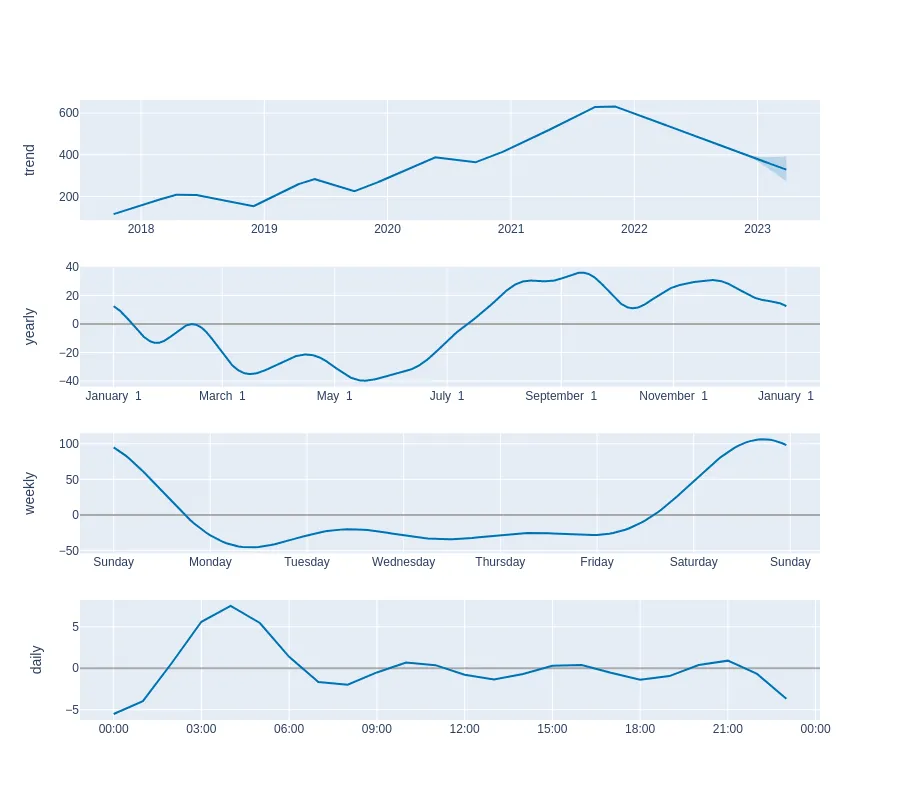 trend
600
400
200
2018 2019 2020 2021 2022 2023
yearly
40
20
0
−20
−40
January 1 March 1 May 1 July 1 September 1 November 1 January 1
weekly
100
50
0
−50
Sunday Monday Tuesday Wednesday Thursday Friday Saturday Sunday
daily
5
0
−5
00:00 03:00 06:00 09:00 12:00 15:00 18:00 21:00 00:00